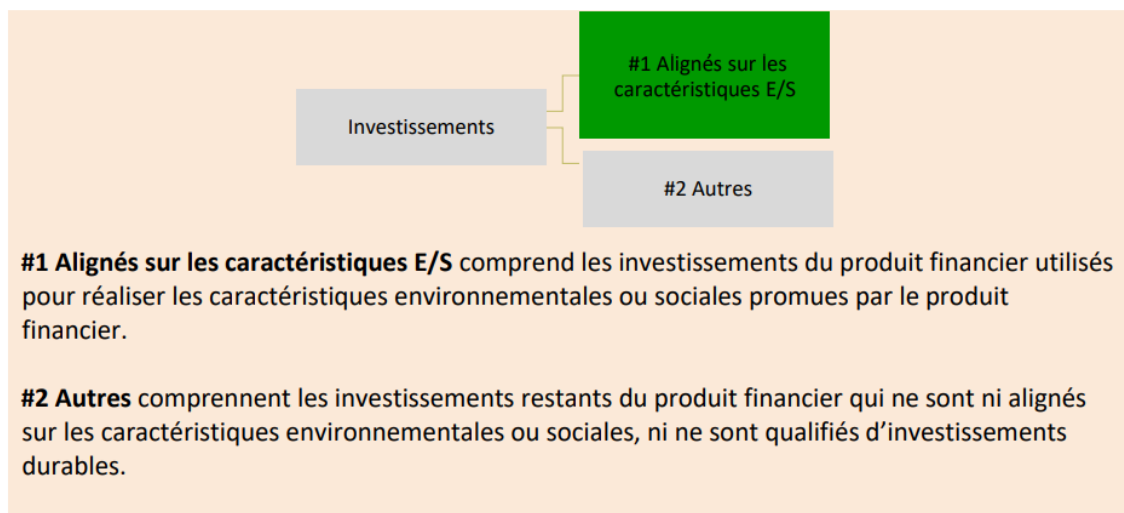 #1 Alignés sur les
caractéristiques E/S
Investissements
#2 Autres
#1 Alignés sur les caractéristiques E/S comprend les investissements du produit financier utilisés
pour réaliser les caractéristiques environnementales ou sociales promues par le produit
financier.
#2 Autres comprennent les investissements restants du produit financier qui ne sont ni alignés
sur les caractéristiques environnementales ou sociales, ni ne sont qualifiés d’investissements
durables.